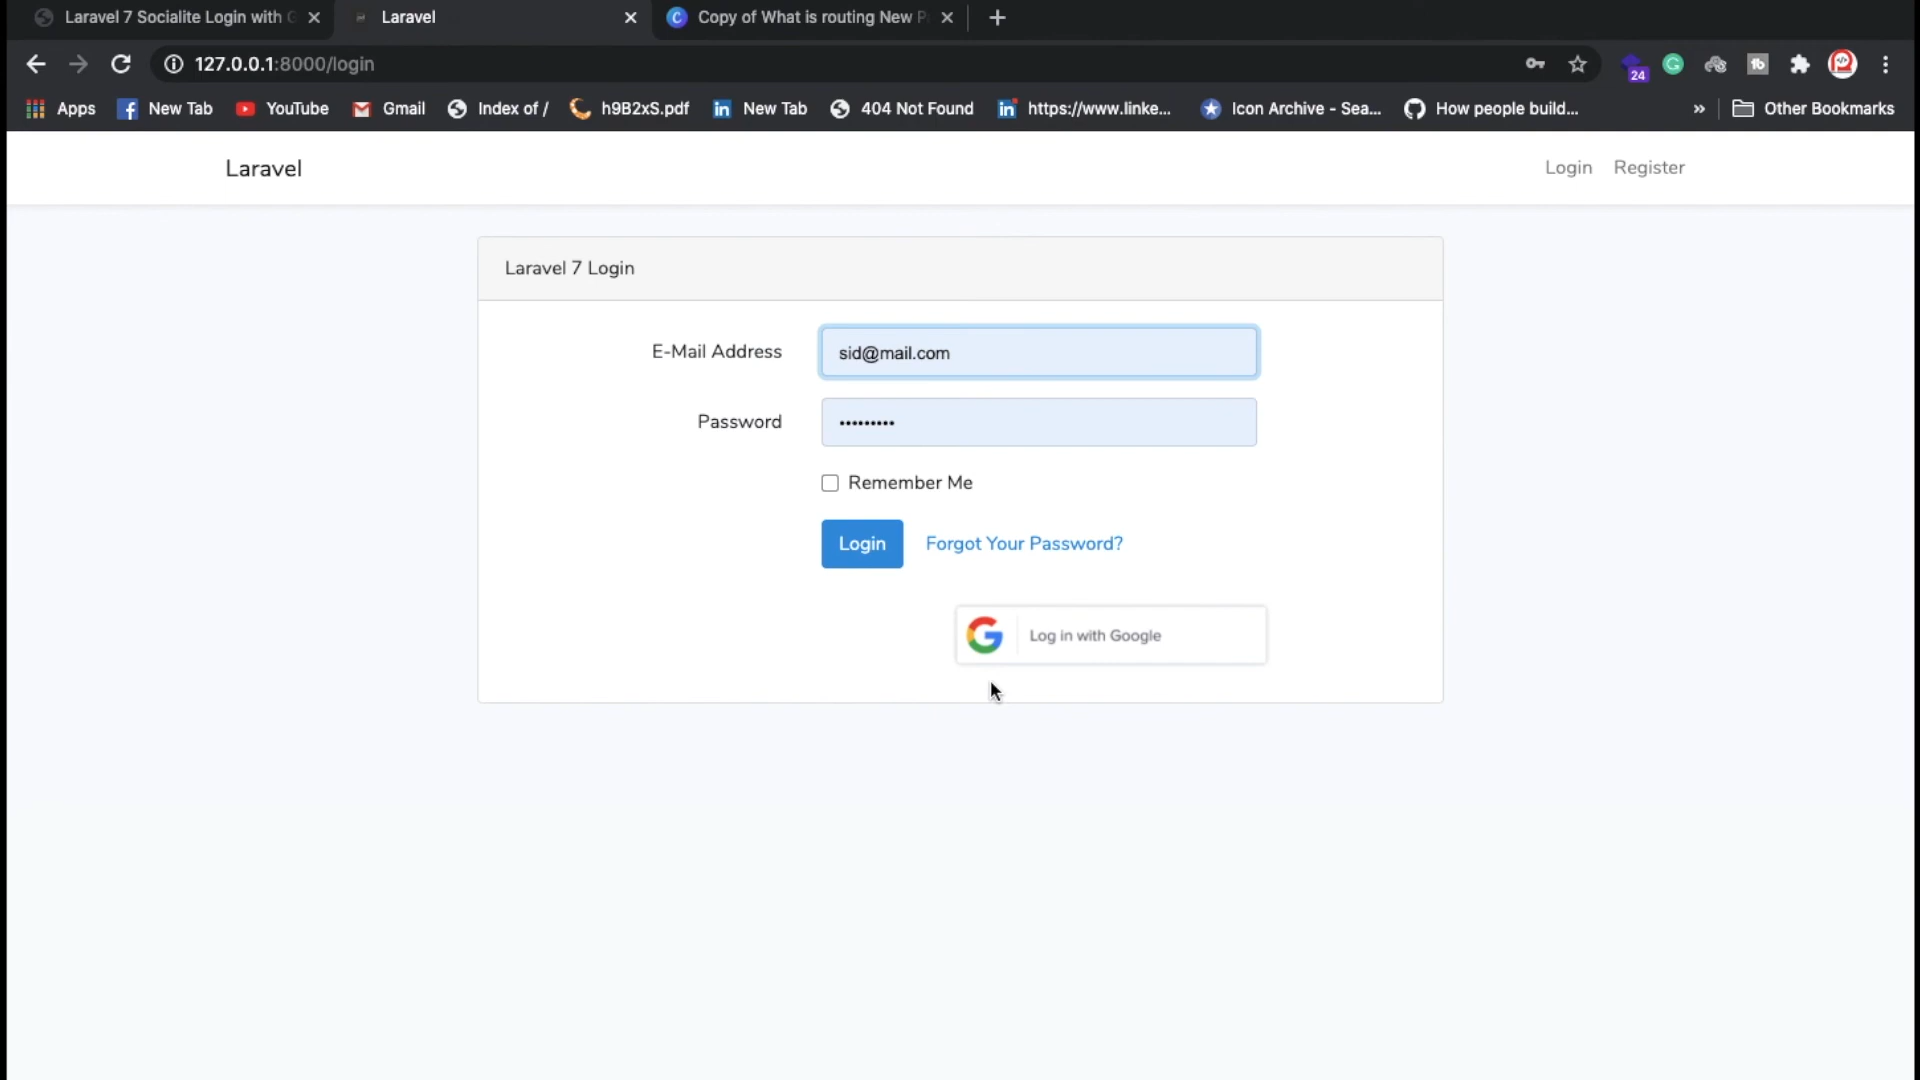 Laravel 7 Socialite Login with
Laravel
Copy of What is routing New
127.0.0.1:8000/login
24
Apps
New Tab
YouTube
Gmail
Index of /
h9B2xS.pdf
New Tab
404 Not Found
https://www.linke...
Icon Archive - Sea...
How people build...
»
Other Bookmarks
Laravel
Login
Register
Laravel 7 Login
E-Mail Address
sid@mail.com
Password
•••••••••
Remember Me
Login
Forgot Your Password?
Log in with Google